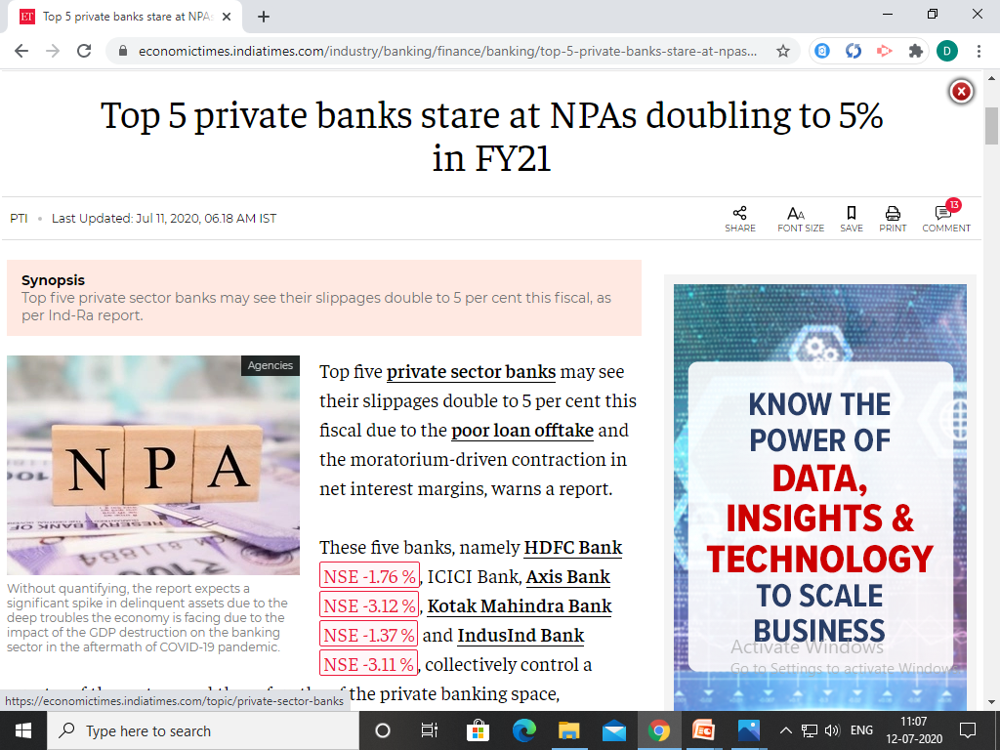 Top 5 private banks stare at NPAs
economictimes.indiatimes.com/industry/banking/finance/banking/top-5-private-banks-stare-at-npas...
D
Top 5 private banks stare at NPAs doubling to 5%
in FY21
PTI • Last Updated: Jul 11, 2020, 06.18 AM IST
SHARE
FONT SIZE
SAVE
PRINT
13
COMMENT
Synopsis
Top five private sector banks may see their slippages double to 5 per cent this fiscal, as
per Ind-Ra report.
Agencies
N P A
Without quantifying, the report expects a
significant spike in delinquent assets due to the
deep troubles the economy is facing due to the
impact of the GDP destruction on the banking
sector in the aftermath of COVID-19 pandemic.
Top five private sector banks may see
their slippages double to 5 per cent this
fiscal due to the poor loan offtake and
the moratorium-driven contraction in
net interest margins, warns a report.
These five banks, namely HDFC Bank
NSE -1.76 %, ICICI Bank, Axis Bank
NSE -3.12 %, Kotak Mahindra Bank
NSE -1.37 % and IndusInd Bank
NSE -3.11 %, collectively control a
the private banking space,
KNOW THE
POWER OF
DATA,
INSIGHTS &
TECHNOLOGY
TO SCALE
BUSINESS
Activate Windows
Go to Settings to activate Windows
https://economictimes.indiatimes.com/topic/private-sector-banks
Type here to search
ENG
11:07
12-07-2020